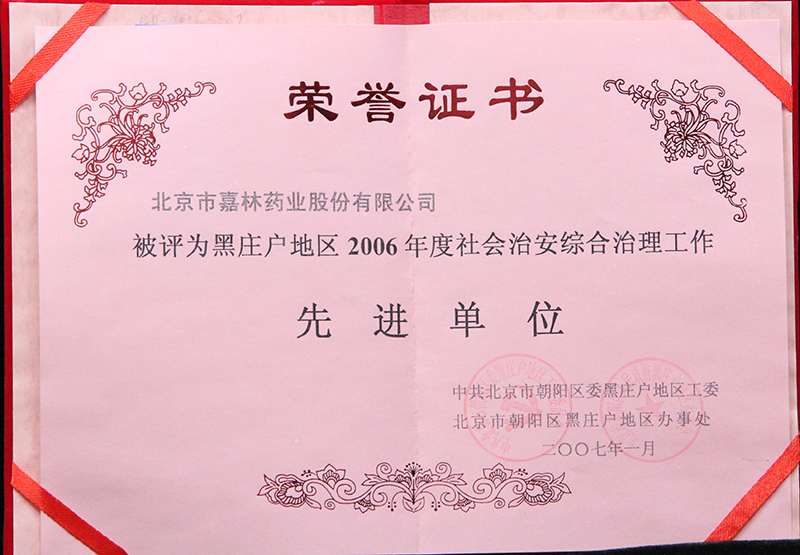 荣誉证书
北京市嘉林药业股份有限公司
被评为黑庄户地区 2006 年度社会治安综合治理工作
先进单位
中共北京市朝阳区委黑庄户地区工委
北京市朝阳区黑庄户地区办事处
二〇〇七年一月